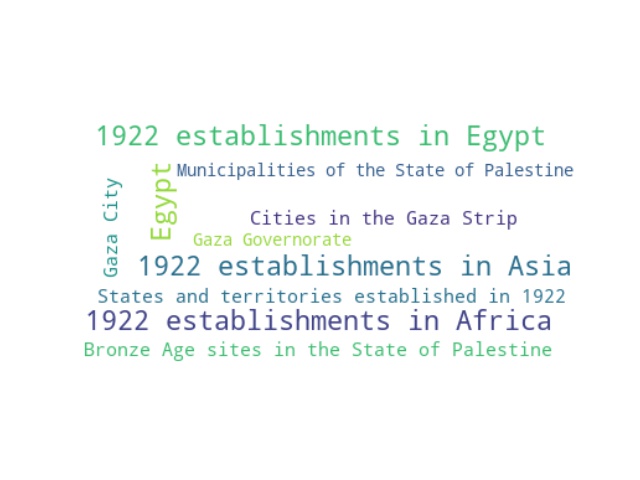 1922 establishments in Egypt
Municipalities of the State of Palestine
Egypt
Gaza City
Cities in the Gaza Strip
Gaza Governorate
1922 establishments in Asia
States and territories established in 1922
1922 establishments in Africa
Bronze Age sites in the State of Palestine